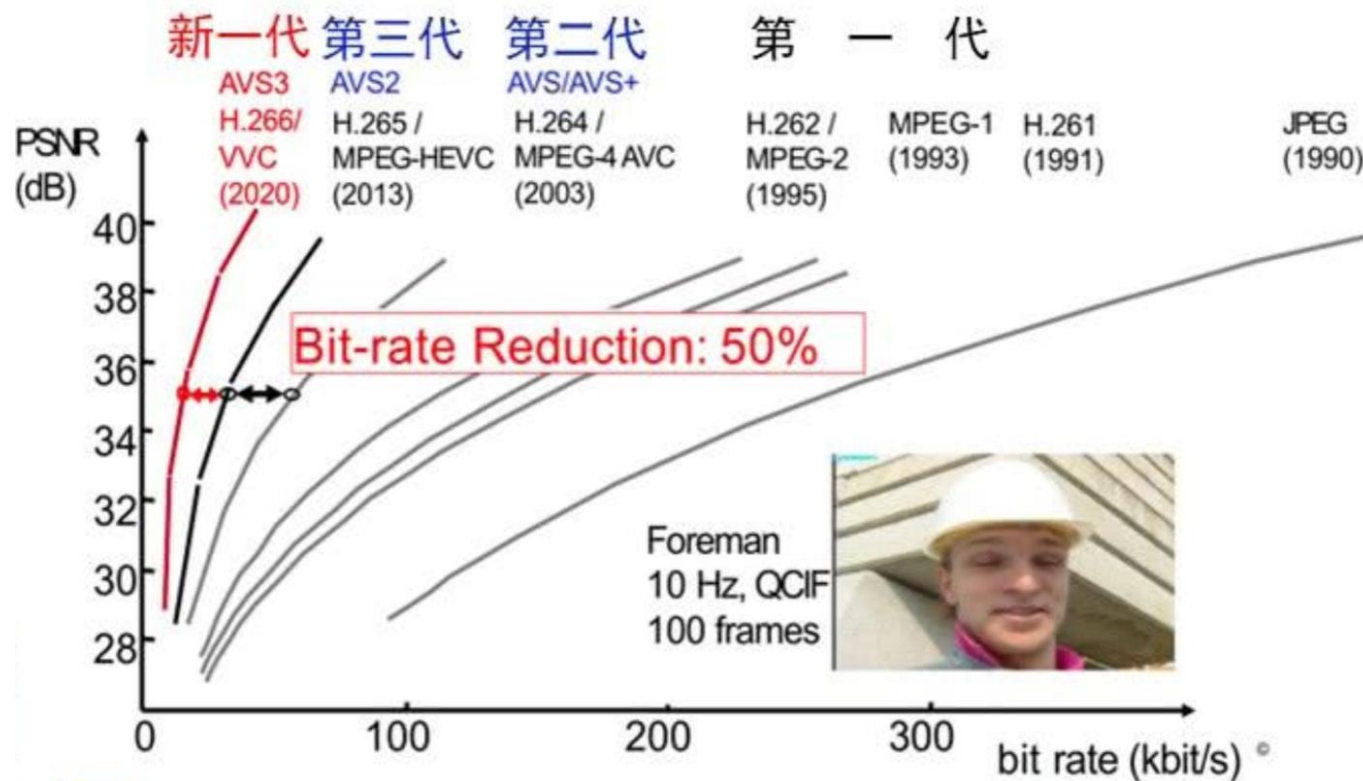 新一代 第三代 第二代 第 一 代
AVS3 AVS2 AVS/AVS+
H.266/ H.265 / H.264 / H.262 / MPEG-1 H.261 JPEG
VVC MPEG-HEVC MPEG-4 AVC MPEG-2 (1993) (1991) (1990)
(2020) (2013) (2003) (1995)
PSNR
(dB)
40
38
Bit-rate Reduction: 50%
36
34
32
Foreman
30
10 Hz, QCIF
100 frames
28
0 100 200 300
bit rate (kbit/s) ©